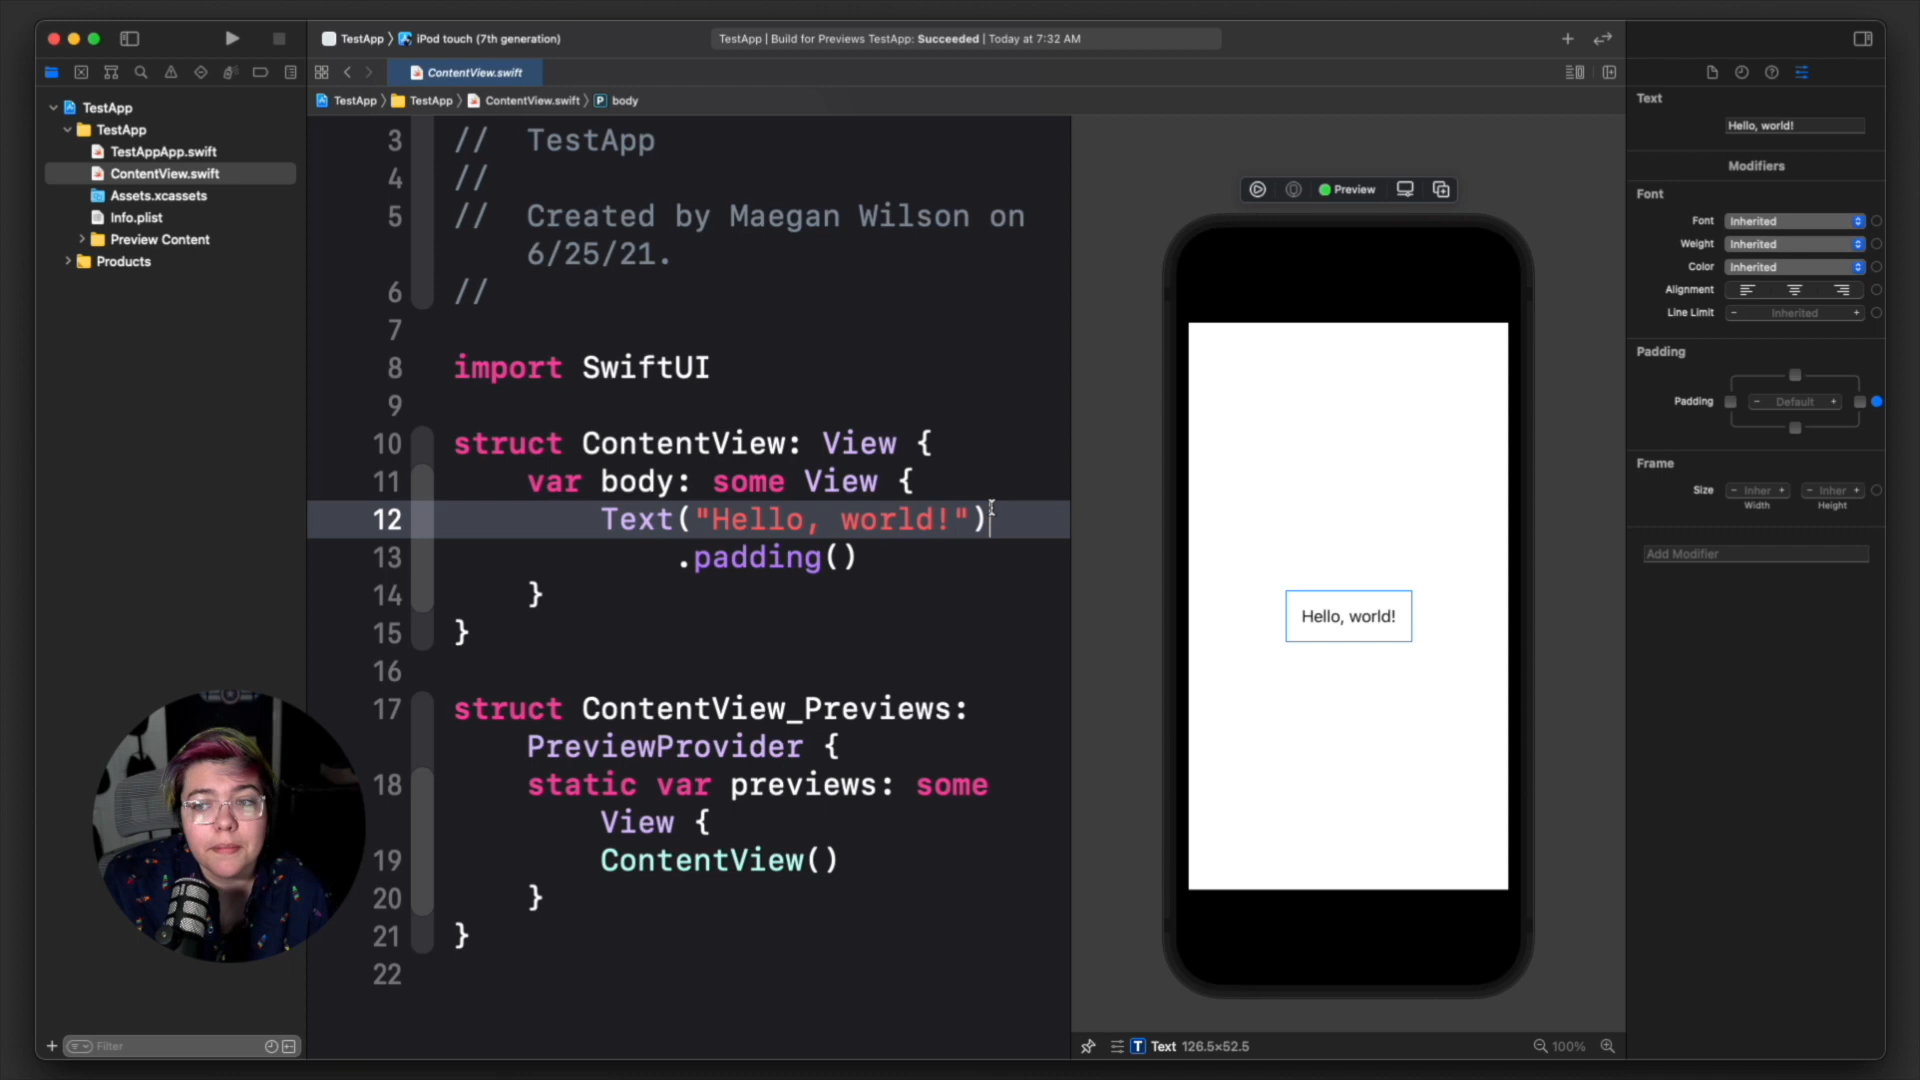 TestApp 〉 iPod touch (7th generation)
TestApp | Build for Previews TestApp: Succeeded | Today at 7:32 AM
ContentView.swift
TestApp 〉 TestApp 〉 ContentView.swift 〉 P body
TestApp
TestApp
TestAppApp.swift
ContentView.swift
Assets.xcassets
Info.plist
Preview Content
Products
Filter
3 //  TestApp
4 //
5 //  Created by Maegan Wilson on
6/25/21.
6 //
7
8 import SwiftUI
9
10 struct ContentView: View {
11 var body: some View {
12 Text("Hello, world!")
13 .padding()
14 }
15 }
16
17 struct ContentView_Previews:
PreviewProvider {
18 static var previews: some
View {
19 ContentView()
20 }
21 }
22
Preview
Hello, world!
T Text 126.5×52.5
100%
Text
Hello, world!
Modifiers
Font
Font Inherited
Weight Inherited
Color Inherited
Alignment
Line Limit − Inherited +
Padding
Padding − Default +
Frame
Size − Inher + − Inher +
Width Height
Add Modifier